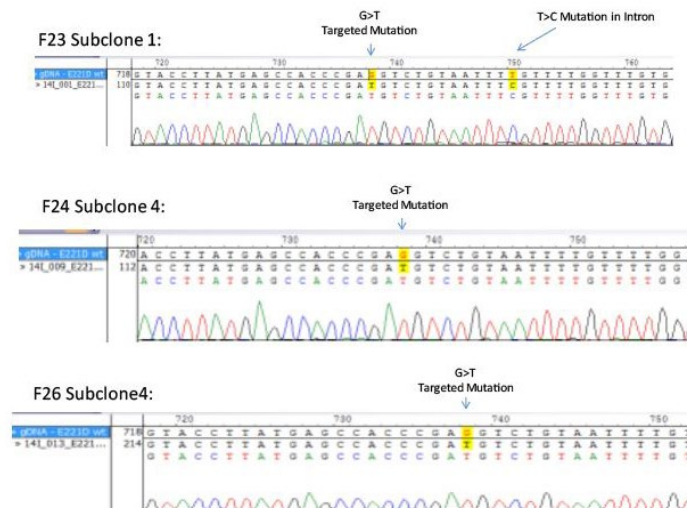 G>T
Targeted Mutation
T>C Mutation in Intron
F23 Subclone 1:
720 730 740 750 760
gDNA - E221D wt 718 G T A C C T T A T G A G C C A C C C G A G G T C T G T A A T T T T G T T T T G G T T T G T G
» 14I_001_E221... 110 G T A C C T T A T G A G C C A C C C G A T G T C T G T A A T T T C G T T T T G G T T T G T G
G T A C C T T A T G A G C C A C C C G A T G T C T G T A A T T T C G T T T T G G T T T G T G
G>T
Targeted Mutation
F24 Subclone 4:
720 730 740 750
gDNA - E221D wt 720 A C C T T A T G A G C C A C C C G A G G T C T G T A A T T T T G T T T T G G
» 14I_009_E221... 112 A C C T T A T G A G C C A C C C G A T G T C T G T A A T T T T G T T T T G G
A C C T T A T G A G C C A C C C G A T G T C T G T A A T T T T G T T T T G G
G>T
Targeted Mutation
F26 Subclone4:
720 730 740 750
gDNA - E221D wt 718 G T A C C T T A T G A G C C A C C C G A G G T C T G T A A T T T T G T
» 14I_013_E221... 214 G T A C C T T A T G A G C C A C C C G A T G T C T G T A A T T T T G T
G T A C C T T A T G A G C C A C C C G A T G T C T G T A A T T T T G T